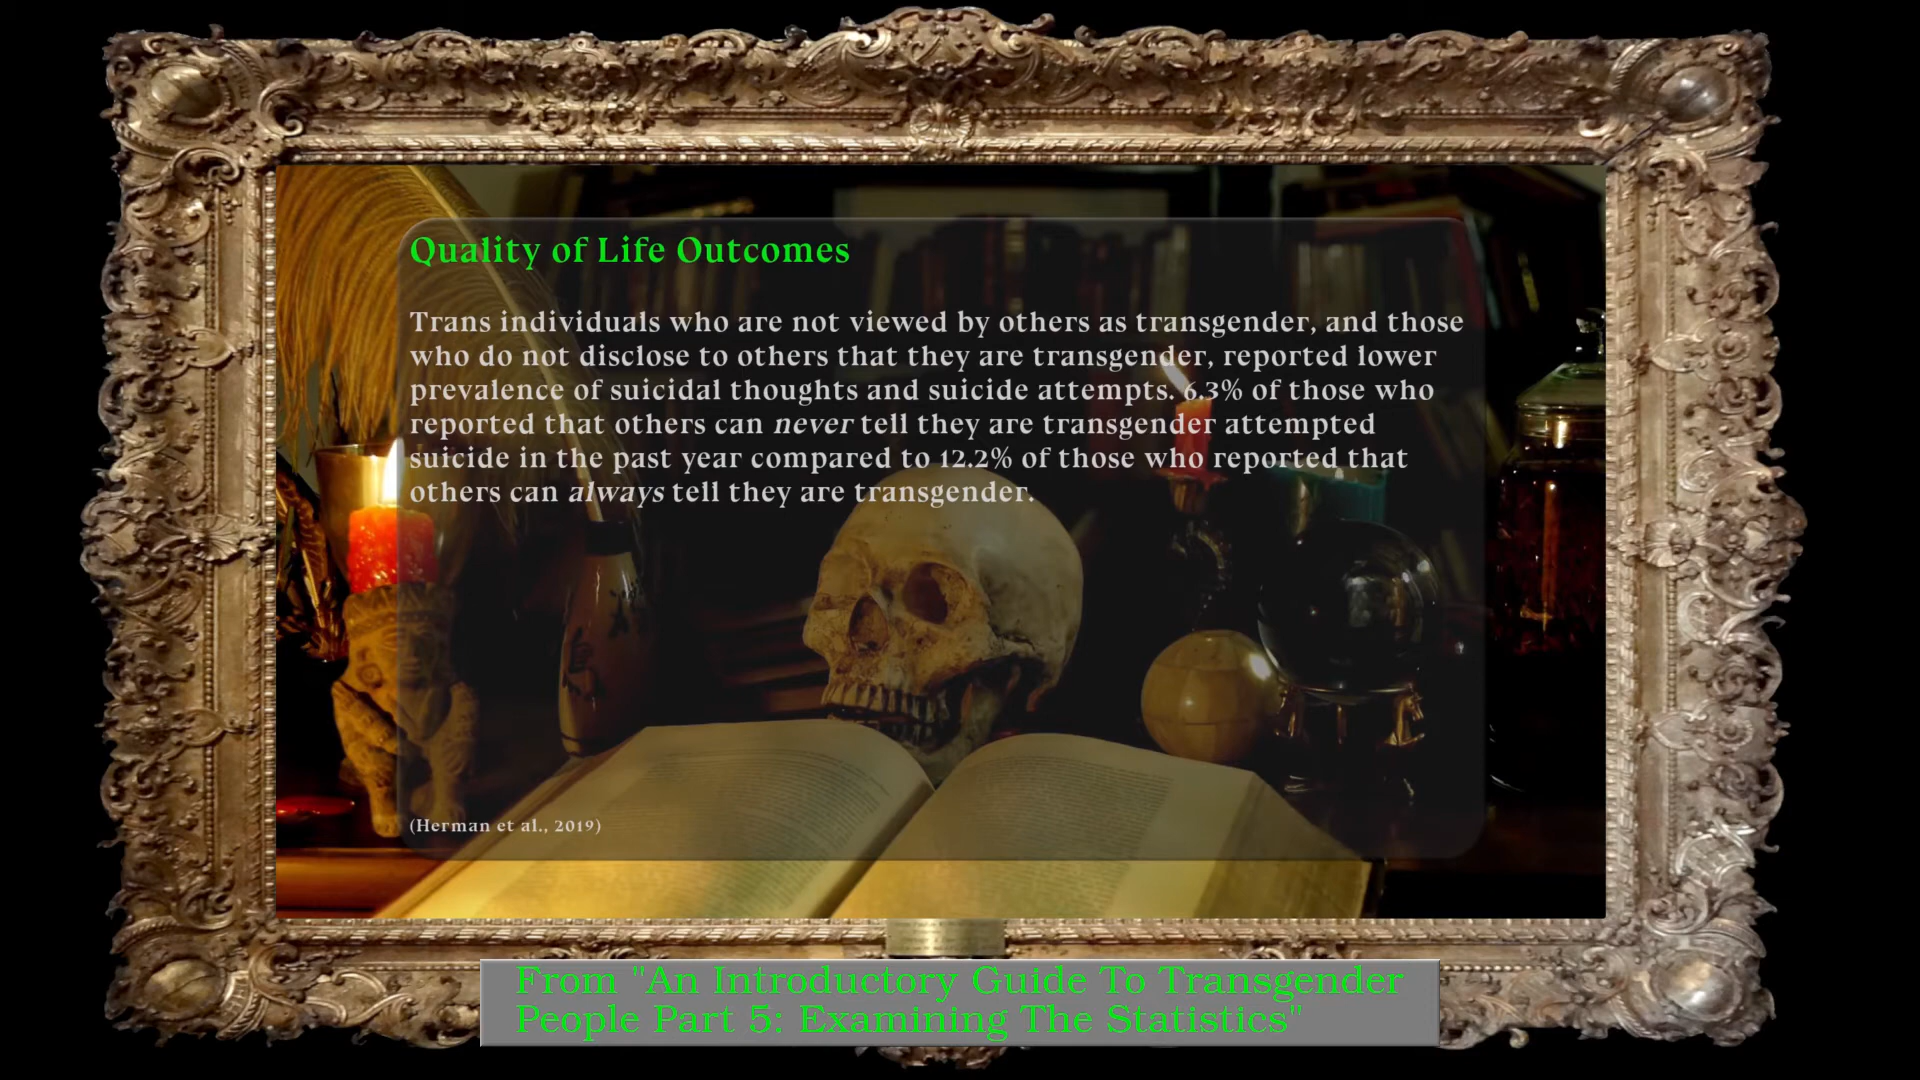 Quality of Life Outcomes
Trans individuals who are not viewed by others as transgender, and those
who do not disclose to others that they are transgender, reported lower
prevalence of suicidal thoughts and suicide attempts. 6.3% of those who
reported that others can never tell they are transgender attempted
suicide in the past year compared to 12.2% of those who reported that
others can always tell they are transgender.
(Herman et al., 2019)
From "An Introductory Guide To Transgender
People Part 5: Examining The Statistics"